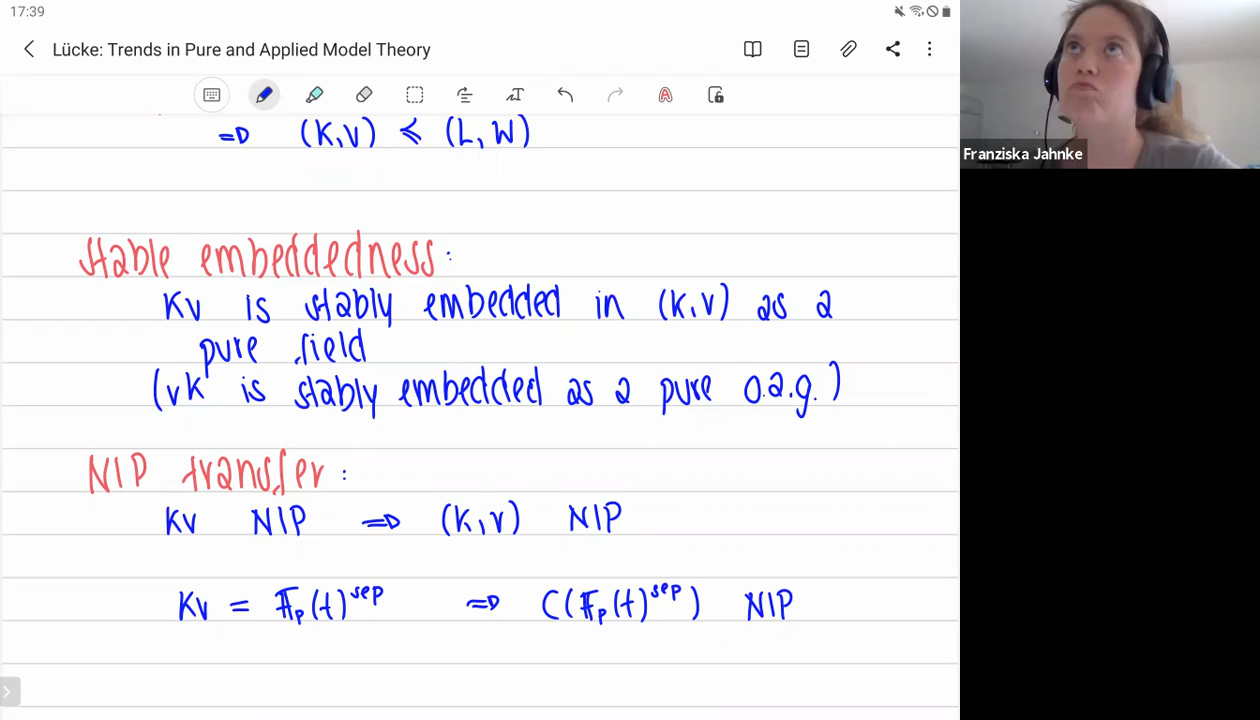 17:39
Lücke: Trends in Pure and Applied Model Theory
⇒ (K,v) ≼ (L,W)
Franziska Jahnke
Stable embeddedness:
Kv is stably embedded in (K,v) as a
pure field
(vK is stably embedded as a pure o.a.g.)
NIP transfer:
Kv NIP ⇒ (K,v) NIP
Kv = 𝔽ₚ(t)^sep ⇒ C(𝔽ₚ(t)^sep) NIP